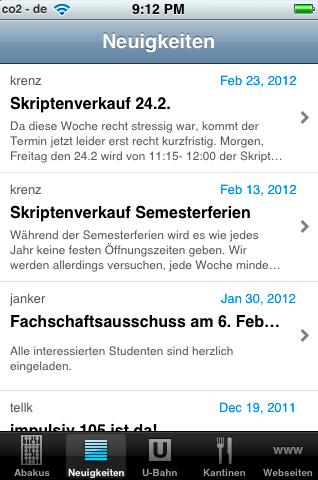 co2 - de 9:12 PM
Neuigkeiten
krenz Feb 23, 2012
Skriptenverkauf 24.2.
Da diese Woche recht stressig war, kommt der
Termin jetzt leider erst recht kurzfristig. Morgen,
Freitag den 24.2 wird von 11:15- 12:00 der Skript...
krenz Feb 13, 2012
Skriptenverkauf Semesterferien
Während der Semesterferien wird es wie jedes
Jahr keine festen Öffnungszeiten geben. Wir
werden allerdings versuchen, jede Woche minde...
janker Jan 30, 2012
Fachschaftsausschuss am 6. Feb...
Alle interessierten Studenten sind herzlich
eingeladen.
tellk Dec 19, 2011
impulsiv 105 ist da!
U www
Abakus Neuigkeiten U-Bahn Kantinen Webseiten